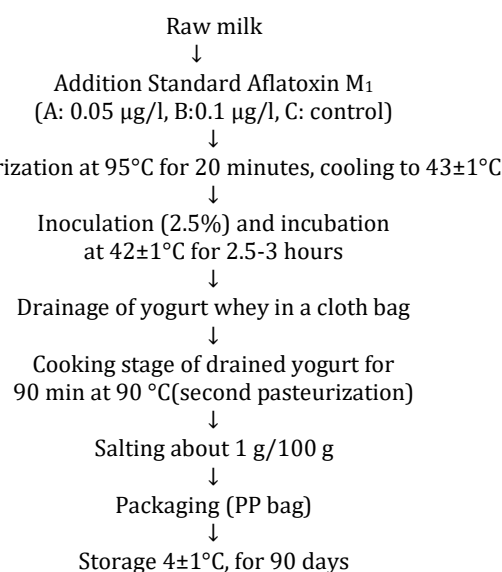 Raw milk
↓
Addition Standard Aflatoxin M₁
(A: 0.05 µg/l, B:0.1 µg/l, C: control)
↓
rization at 95°C for 20 minutes, cooling to 43±1°C
↓
Inoculation (2.5%) and incubation
at 42±1°C for 2.5-3 hours
↓
Drainage of yogurt whey in a cloth bag
↓
Cooking stage of drained yogurt for
90 min at 90 °C(second pasteurization)
↓
Salting about 1 g/100 g
↓
Packaging (PP bag)
↓
Storage 4±1°C, for 90 days